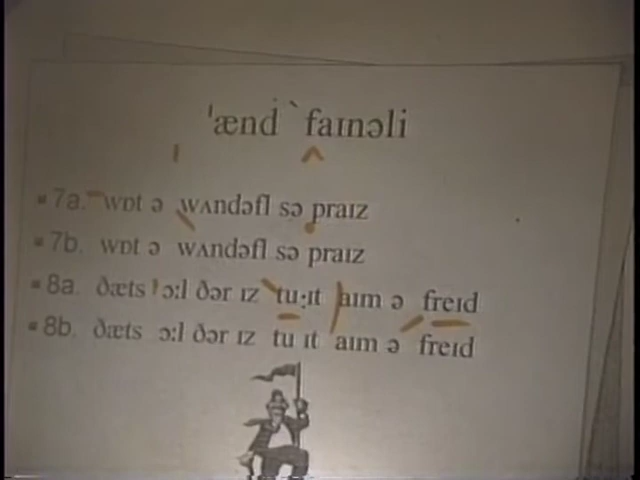 ˈænd ˋfaɪnəli
7a. wɒt ə wʌndəfl sə praɪz
7b. wɒt ə wʌndəfl sə praɪz
8a. ðæts ɔːl ðər ɪz tuːɪt aɪm ə freɪd
8b. ðæts ɔːl ðər ɪz tu ɪt aɪm ə freɪd